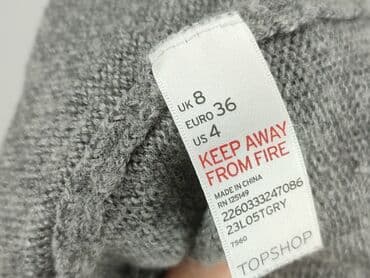 UK 8
EURO 36
US 4
KEEP AWAY
FROM FIRE
MADE IN CHINA
RN 125149
2260333247086
23L05TGRY
7560
TOPSHOP